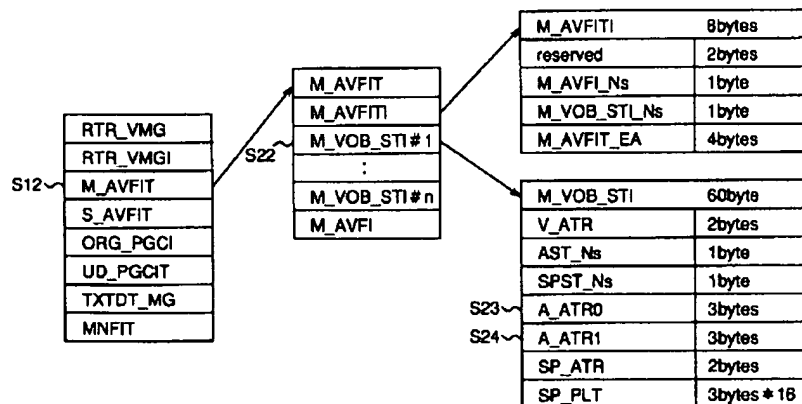 RTR_VMG
RTR_VMGI
S12
M_AVFIT
S_AVFIT
ORG_PGCI
UD_PGCIT
TXTDT_MG
MNFIT
M_AVFIT
M_AVFITI
S22
M_VOB_STI#1
:
M_VOB_STI#n
M_AVFI
M_AVFITI 8bytes
reserved 2bytes
M_AVFI_Ns 1byte
M_VOB_STI_Ns 1byte
M_AVFIT_EA 4bytes
M_VOB_STI 60byte
V_ATR 2bytes
AST_Ns 1byte
SPST_Ns 1byte
S23 A_ATR0 3bytes
S24 A_ATR1 3bytes
SP_ATR 2bytes
SP_PLT 3bytes*16